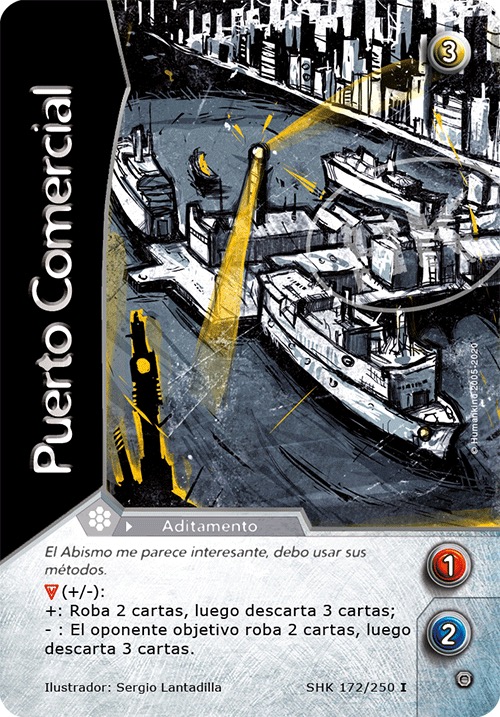 3
Puerto Comercial
© HumanKind 2005-2020
Aditamento
El Abismo me parece interesante, debo usar sus
métodos.
(+/-):
+: Roba 2 cartas, luego descarta 3 cartas;
- : El oponente objetivo roba 2 cartas, luego
descarta 3 cartas.
1
2
Ilustrador: Sergio Lantadilla
SHK 172/250 I